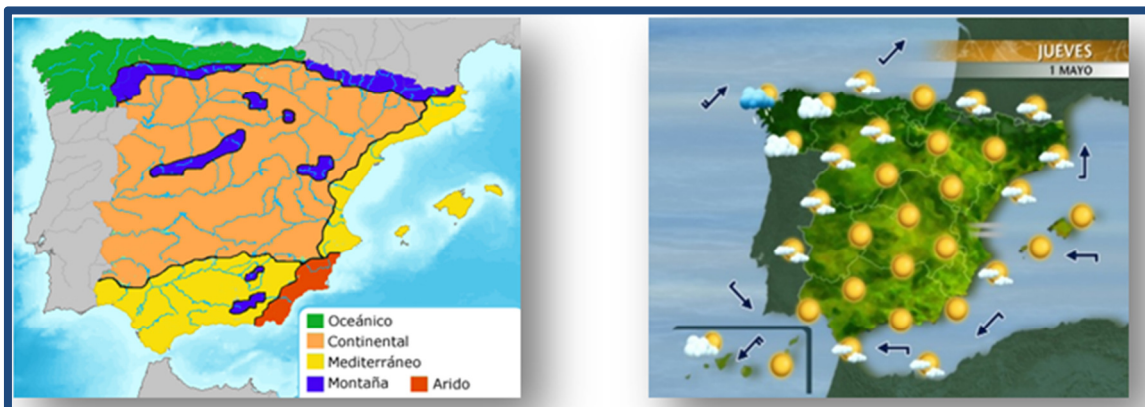 Oceánico
Continental
Mediterráneo
Montaña
Arido
JUEVES
1 MAYO